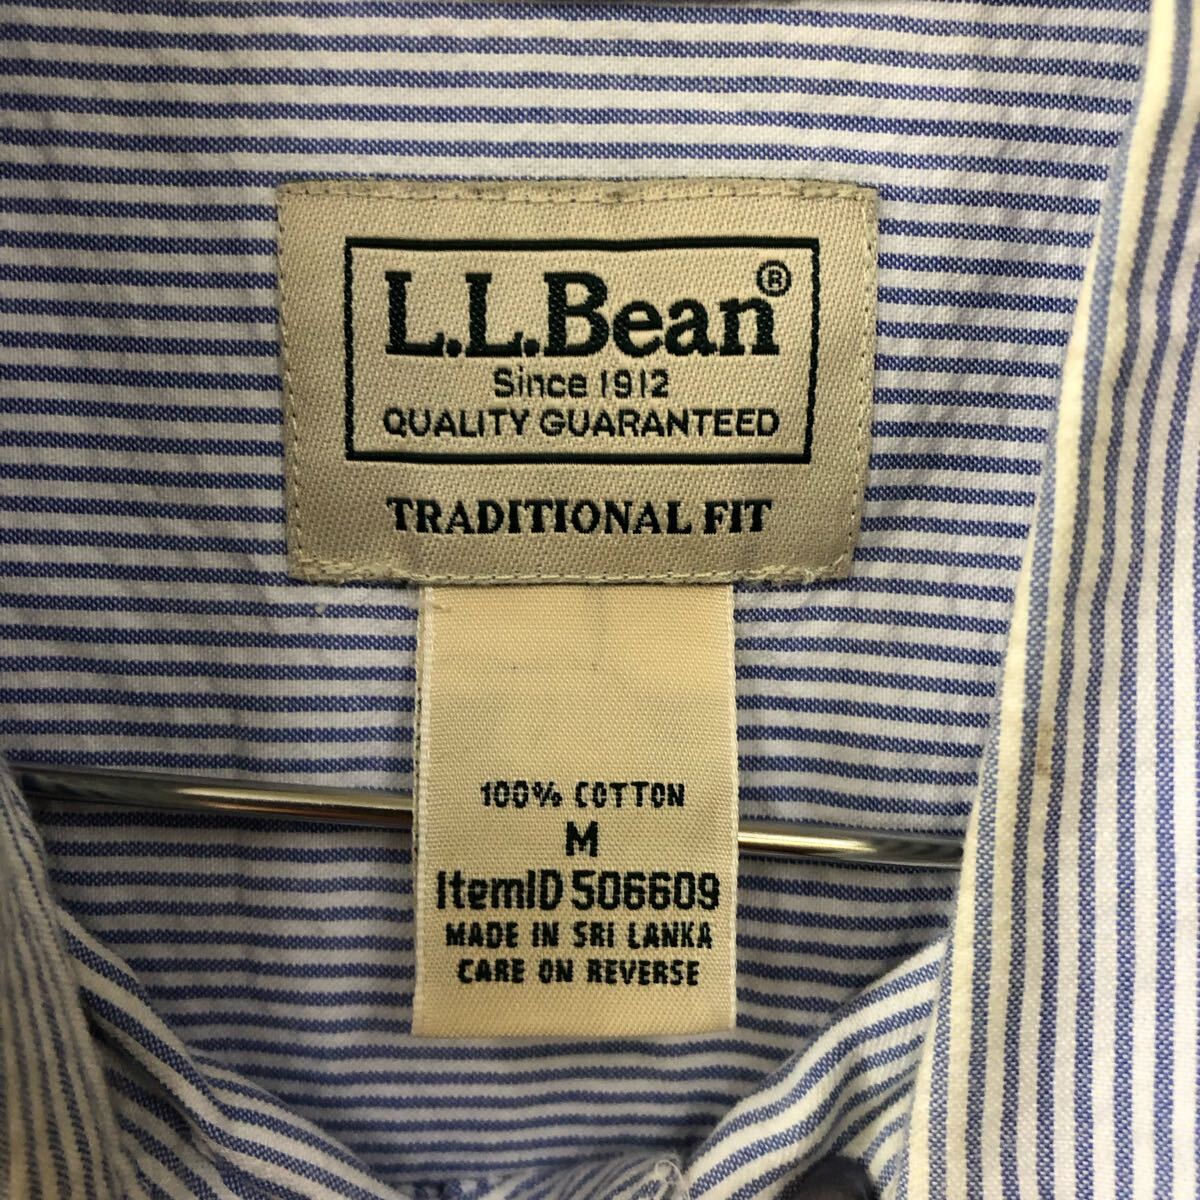 L.L.Bean®
Since 1912
QUALITY GUARANTEED
TRADITIONAL FIT
100% COTTON
M
ItemID 506609
MADE IN SRI LANKA
CARE ON REVERSE